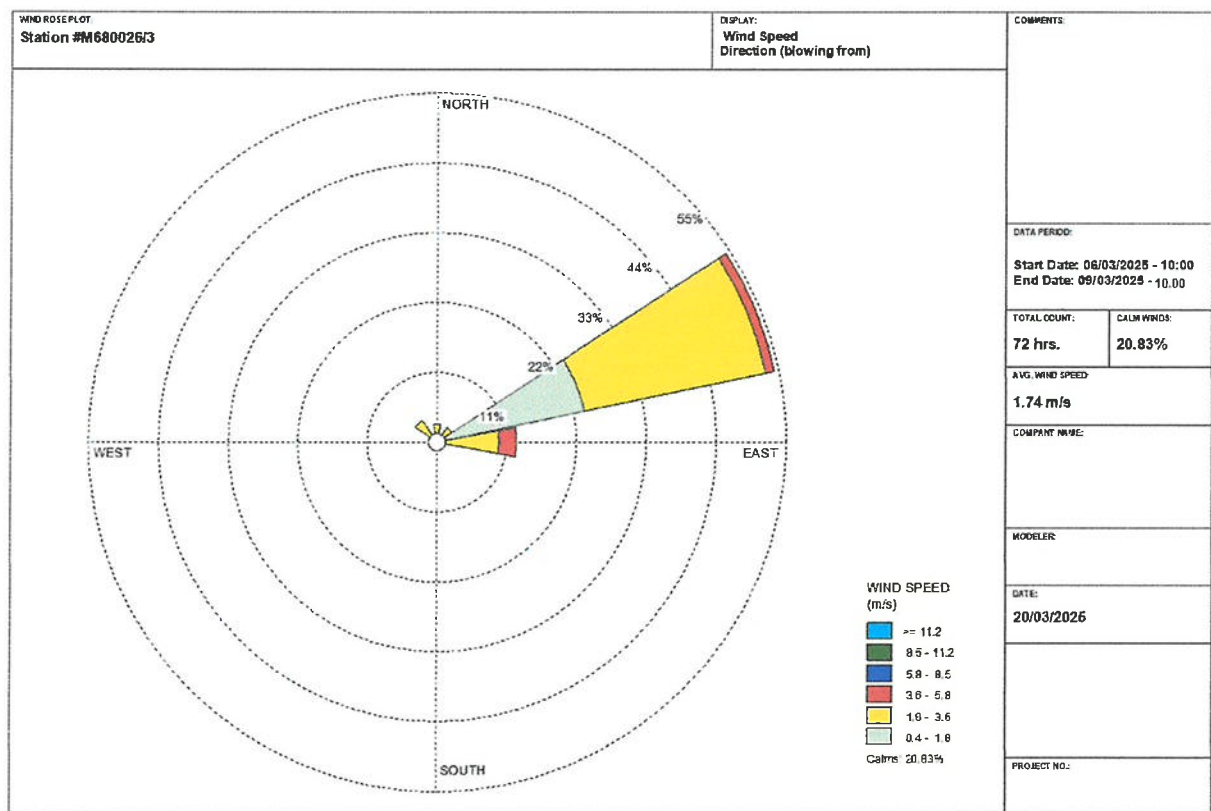 WIND ROSE PLOT:
Station #M680026/3
DISPLAY:
Wind Speed
Direction (blowing from)
COMMENTS:
NORTH
55%
44%
33%
22%
11%
WEST
EAST
SOUTH
WIND SPEED
(m/s)
>= 11.2
8.5 - 11.2
5.8 - 8.5
3.6 - 5.8
1.8 - 3.6
0.4 - 1.8
Calms: 20.83%
DATA PERIOD:
Start Date: 06/03/2025 - 10:00
End Date: 09/03/2025 - 10.00
TOTAL COUNT:
72 hrs.
CALM WINDS:
20.83%
AVG. WIND SPEED:
1.74 m/s
COMPANY NAME:
MODELER:
DATE:
20/03/2025
PROJECT NO.: